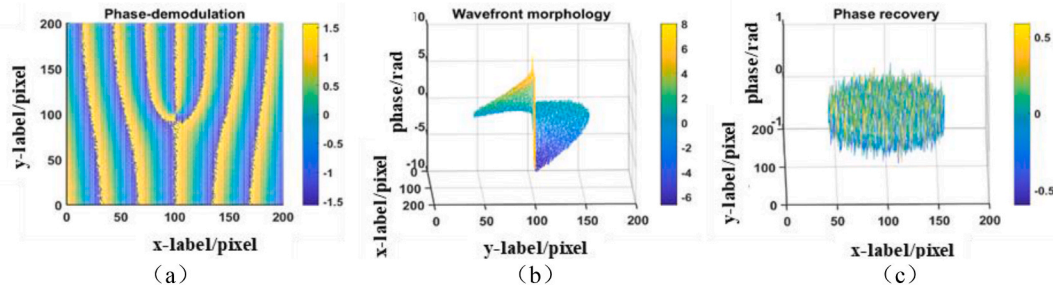 Phase-demodulation
200
150
100
50
0
0 50 100 150 200
1.5
1
0.5
0
-0.5
-1
-1.5
y-label/pixel
x-label/pixel
(a)
Wavefront morphology
10
5
0
-5
-10
0
100
200
0 50 100 150 200
8
6
4
2
0
-2
-4
-6
phase/rad
x-label/pixel
y-label/pixel
(b)
Phase recovery
1
0
-1
200
100
0
0 50 100 150 200
0.5
0
-0.5
phase/rad
y-label/pixel
x-label/pixel
(c)